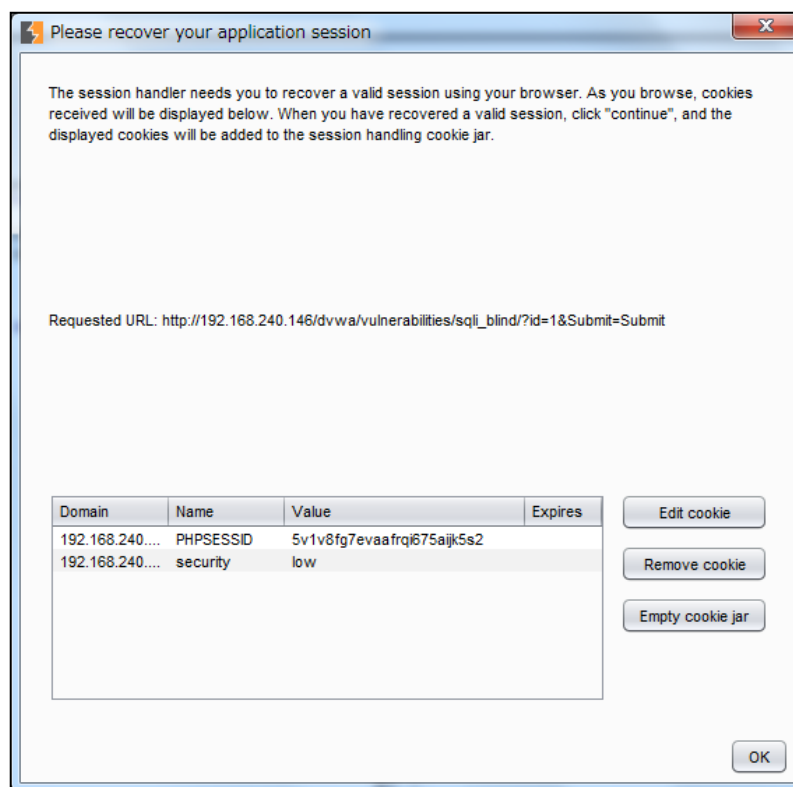 Please recover your application session
The session handler needs you to recover a valid session using your browser. As you browse, cookies
received will be displayed below. When you have recovered a valid session, click "continue", and the
displayed cookies will be added to the session handling cookie jar.
Requested URL: http://192.168.240.146/dvwa/vulnerabilities/sqli_blind/?id=1&Submit=Submit
Domain Name Value Expires
192.168.240.... PHPSESSID 5v1v8fg7evaafrqi675aijk5s2
192.168.240.... security low
Edit cookie
Remove cookie
Empty cookie jar
OK